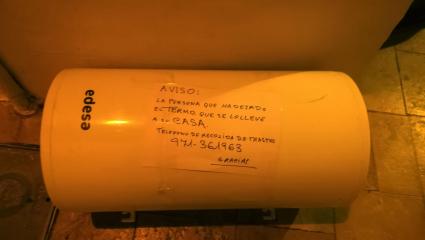 edesa
AVISO:
LA PERSONA QUE HA DEJADO
EL TERMO, QUE SE LO LLEVE
A SU CASA.
TELEFONO DE RECOGIDA DE TRASTOS
971-361963
GRACIAS